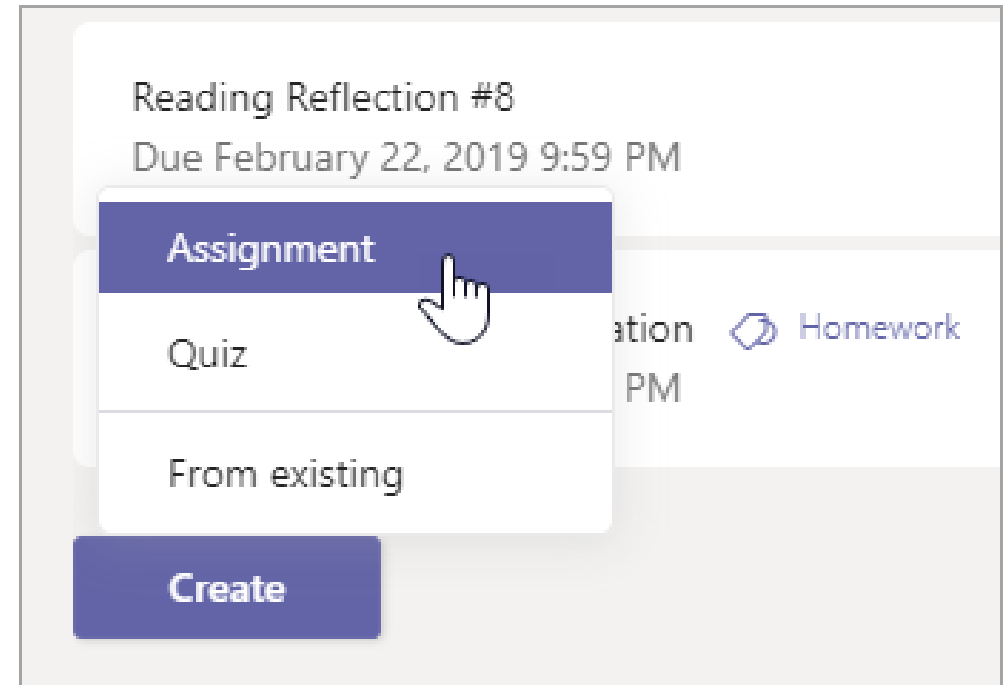 Reading Reflection #8
Due February 22, 2019 9:59 PM
Assignment
Quiz
ation Homework
PM
From existing
Create